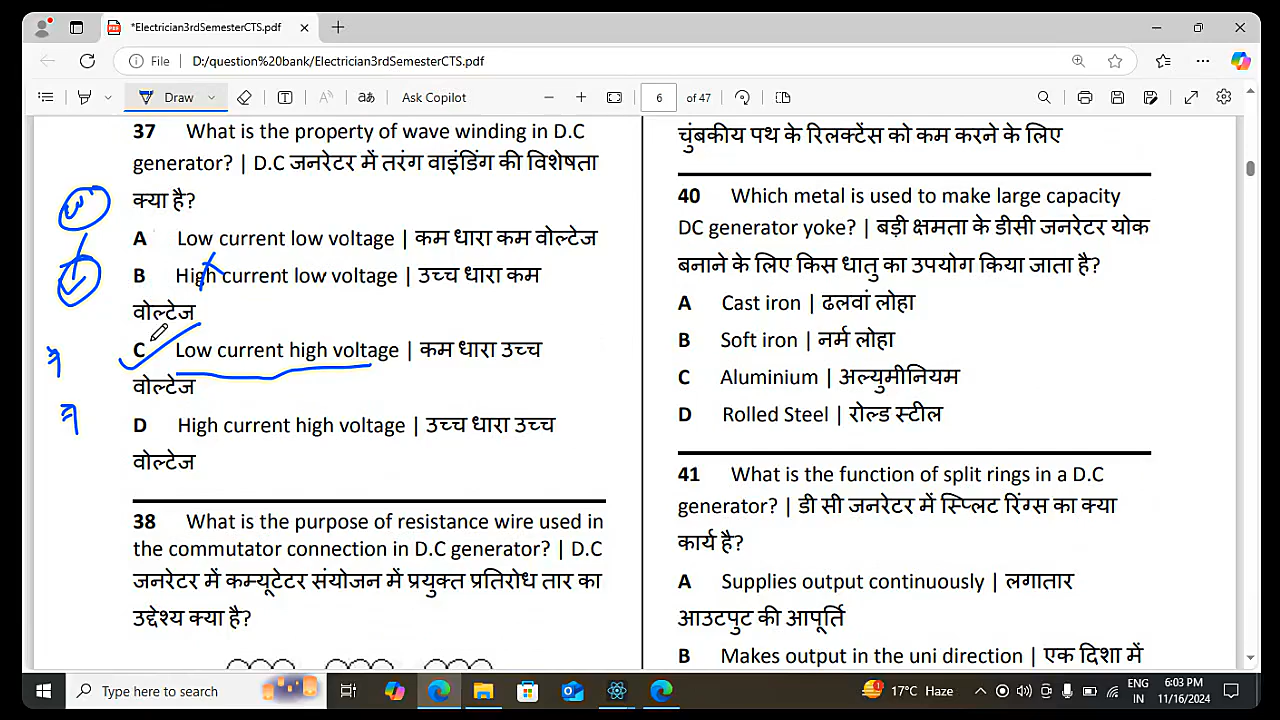 *Electrician3rdSemesterCTS.pdf
File D:/question%20bank/Electrician3rdSemesterCTS.pdf
Draw Ask Copilot 6 of 47
37 What is the property of wave winding in D.C
generator? | D.C जनरेटर में तरंग वाइंडिंग की विशेषता
क्या है?
A Low current low voltage | कम धारा कम वोल्टेज
B High current low voltage | उच्च धारा कम
वोल्टेज
C Low current high voltage | कम धारा उच्च
वोल्टेज
D High current high voltage | उच्च धारा उच्च
वोल्टेज
38 What is the purpose of resistance wire used in
the commutator connection in D.C generator? | D.C
जनरेटर में कम्यूटेटर संयोजन में प्रयुक्त प्रतिरोध तार का
उद्देश्य क्या है?
चुंबकीय पथ के रिलक्टेंस को कम करने के लिए
40 Which metal is used to make large capacity
DC generator yoke? | बड़ी क्षमता के डीसी जनरेटर योक
बनाने के लिए किस धातु का उपयोग किया जाता है?
A Cast iron | ढलवां लोहा
B Soft iron | नर्म लोहा
C Aluminium | अल्युमीनियम
D Rolled Steel | रोल्ड स्टील
41 What is the function of split rings in a D.C
generator? | डी सी जनरेटर में स्प्लिट रिंग्स का क्या
कार्य है?
A Supplies output continuously | लगातार
आउटपुट की आपूर्ति
B Makes output in the uni direction | एक दिशा में
Type here to search
17°C Haze
ENG
IN
6:03 PM
11/16/2024